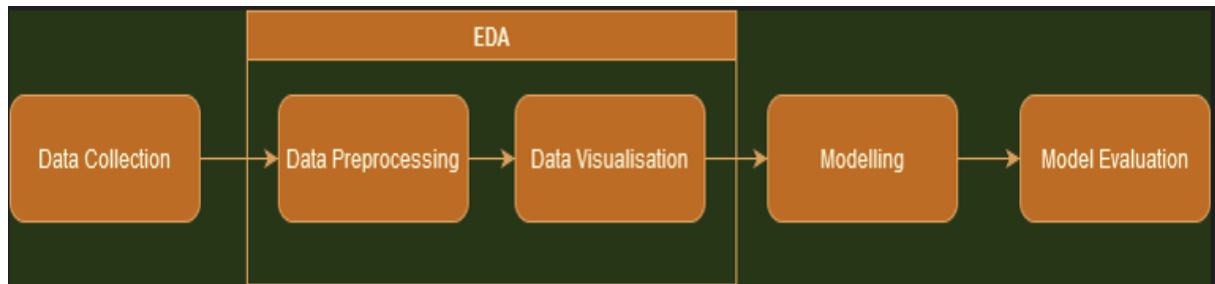 EDA
Data Collection
Data Preprocessing
Data Visualisation
Modelling
Model Evaluation